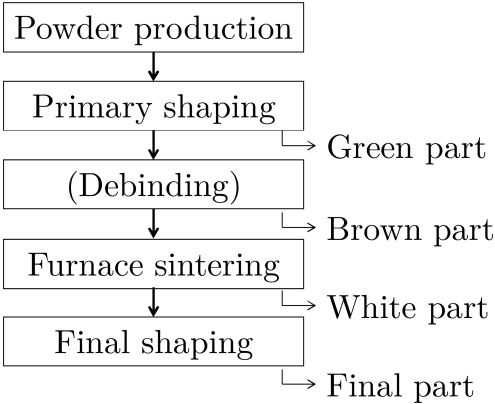 Powder production
Primary shaping
Green part
(Debinding)
Brown part
Furnace sintering
White part
Final shaping
Final part